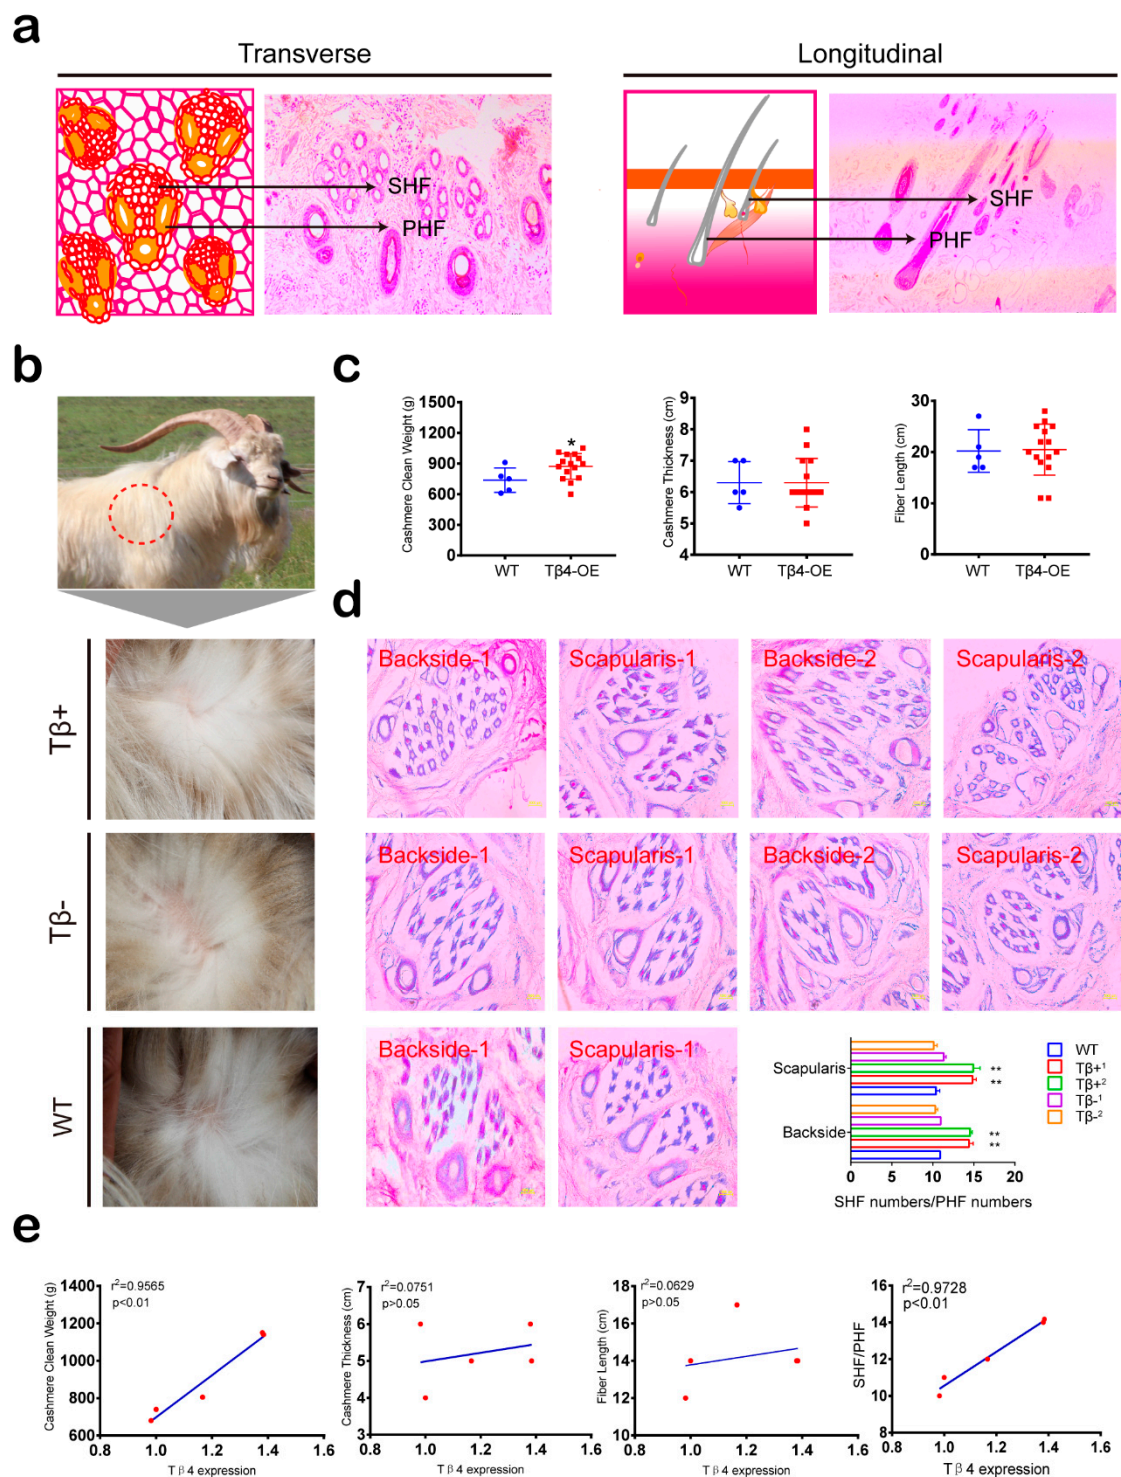 a
Transverse
Longitudinal
SHF
PHF
SHF
PHF
b
c
Cashmere Clean Weight (g)
1500
1200
900
600
300
0
*
WT
Tβ4-OE
Cashmere Thickness (cm)
9
8
7
6
5
4
WT
Tβ4-OE
Fiber Length (cm)
30
20
10
0
WT
Tβ4-OE
d
Tβ+
Backside-1
Scapularis-1
Backside-2
Scapularis-2
Tβ-
Backside-1
Scapularis-1
Backside-2
Scapularis-2
WT
Backside-1
Scapularis-1
Scapularis
Backside
**
**
**
**
0 5 10 15 20
SHF numbers/PHF numbers
WT
Tβ+¹
Tβ+²
Tβ-¹
Tβ-²
e
Cashmere Clean Weight (g)
1400
1200
1000
800
600
r²=0.9565
p<0.01
0.8 1.0 1.2 1.4 1.6
Tβ4 expression
Cashmere Thickness (cm)
7
6
5
4
3
r²=0.0751
p>0.05
0.8 1.0 1.2 1.4 1.6
Tβ4 expression
Fiber Length (cm)
18
16
14
12
10
r²=0.0629
p>0.05
0.8 1.0 1.2 1.4 1.6
Tβ4 expression
SHF/PHF
16
14
12
10
8
r²=0.9728
p<0.01
0.8 1.0 1.2 1.4 1.6
Tβ4 expression